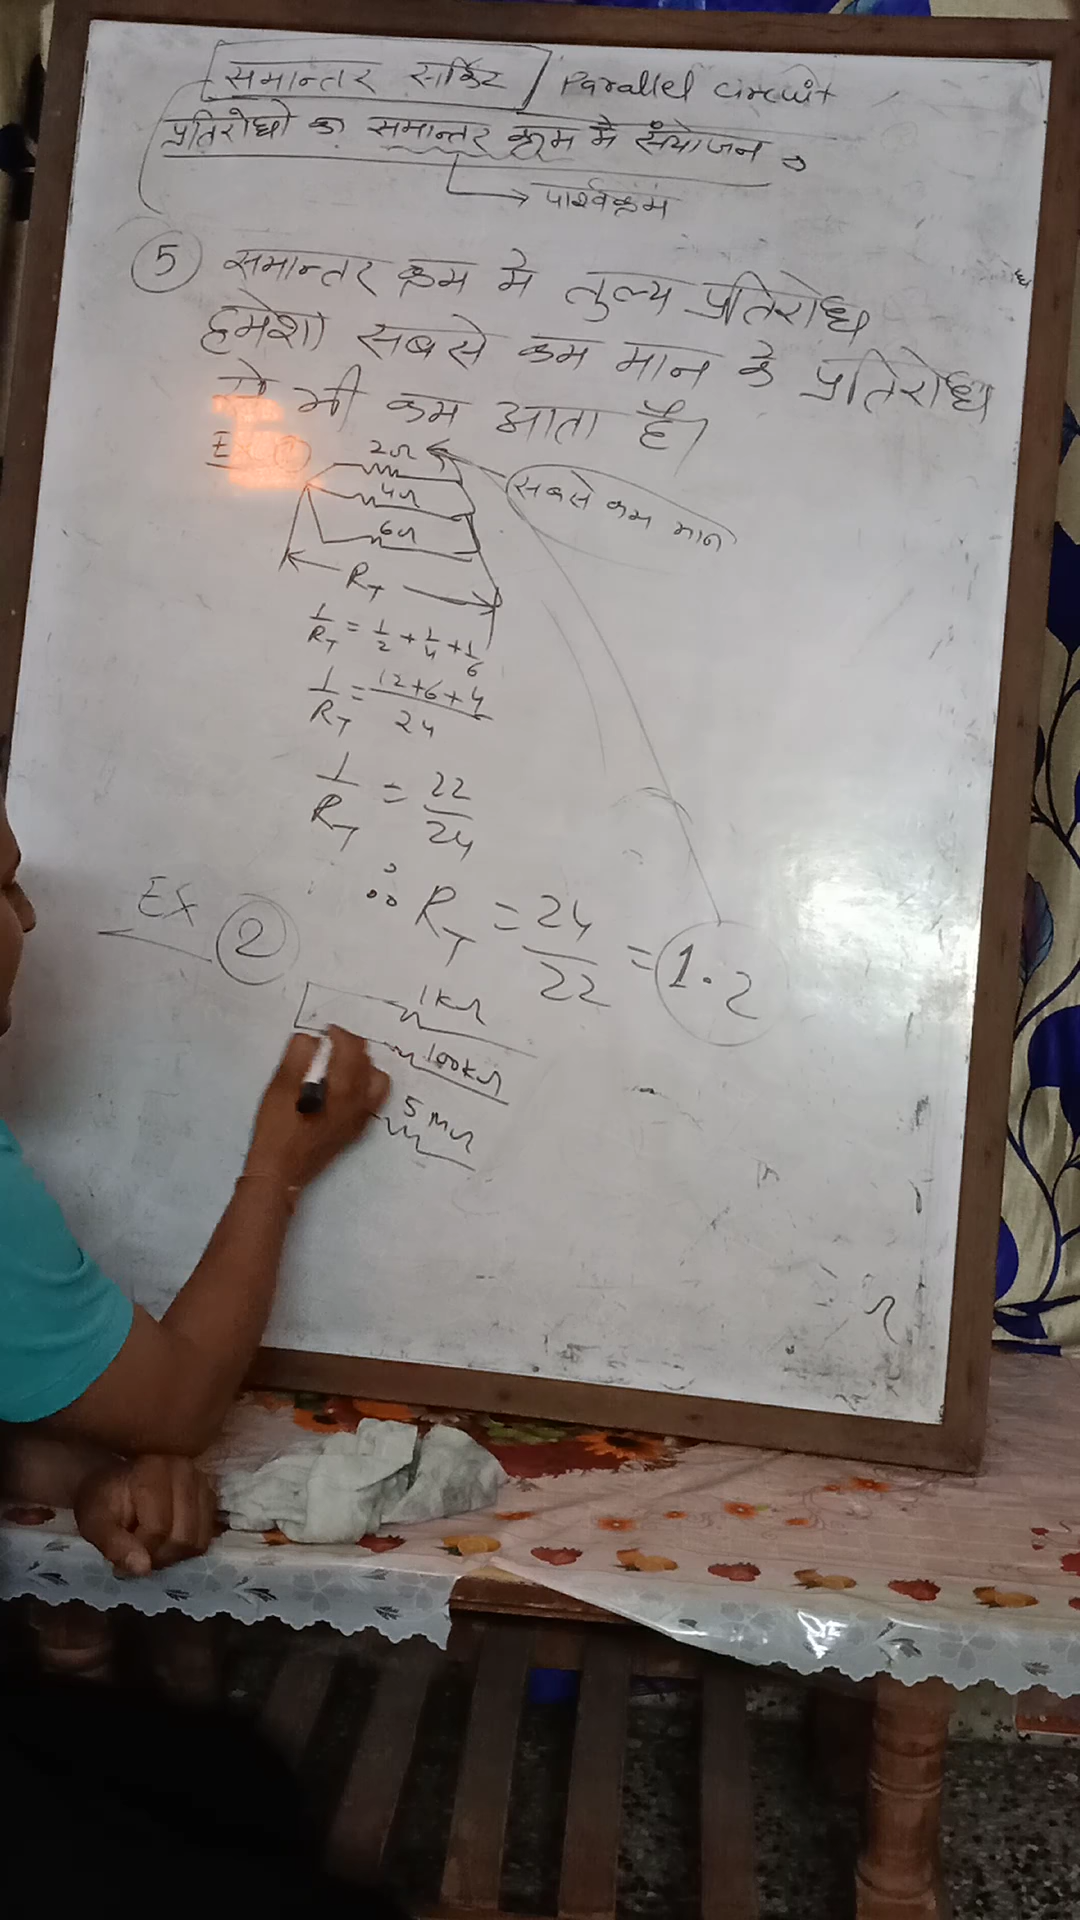 समान्तर सर्किट Parallel circuit
प्रतिरोधो का समान्तर क्रम मे संयोजन
पार्श्वक्रम
5 समान्तर क्रम मे तुल्य प्रतिरोध
हमेशा सबसे कम मान के प्रतिरोध
से भी कम आता है।
EX 1
2Ω
4Ω
सबसे कम मान
6Ω
R_T
1/R_T = 1/2 + 1/4 + 1/6
1/R_T = 12+6+4/24
1/R_T = 22/24
∴ R_T = 24/22 = 1.2
EX 2
1KΩ
100KΩ
5MΩ